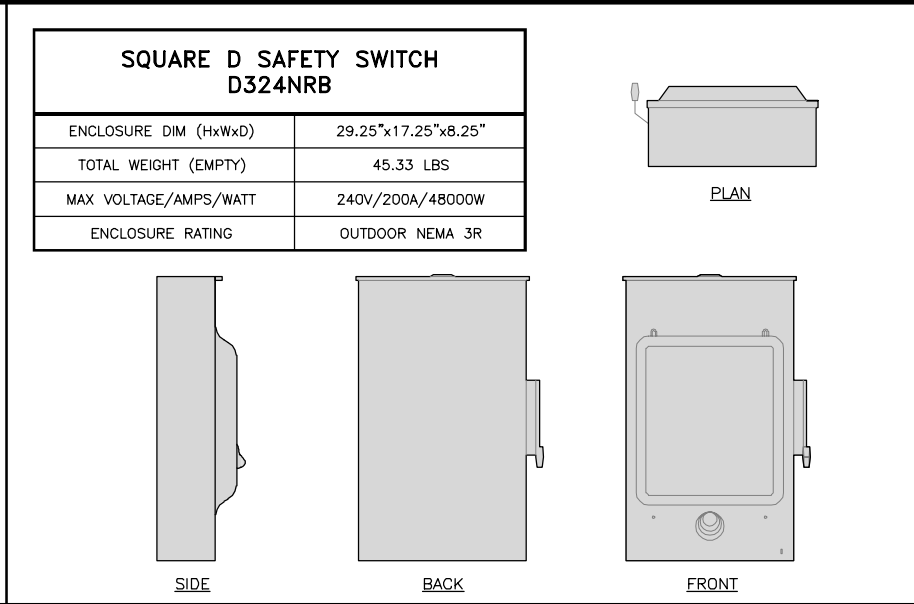 SQUARE D SAFETY SWITCH
D324NRB
ENCLOSURE DIM (HxWxD) 29.25"x17.25"x8.25"
TOTAL WEIGHT (EMPTY) 45.33 LBS
MAX VOLTAGE/AMPS/WATT 240V/200A/48000W
ENCLOSURE RATING OUTDOOR NEMA 3R
PLAN
SIDE
BACK
FRONT